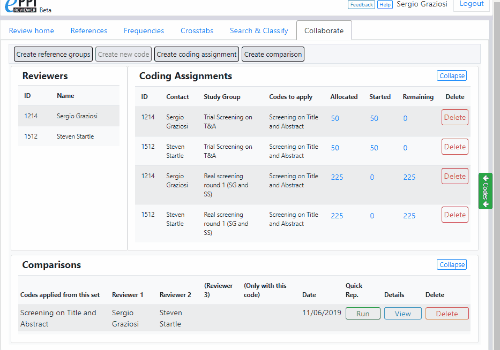 EPPI
REVIEWER Beta
Feedback Help Sergio Graziosi Logout
Review home References Frequencies Crosstabs Search & Classify Collaborate
Create reference groups Create new code Create coding assignment Create comparison
Reviewers
ID Name
1214 Sergio Graziosi
1512 Steven Startle
Coding Assignments Collapse
ID Contact Study Group Codes to apply Allocated Started Remaining Delete
1214 Sergio Graziosi Trial Screening on T&A Screening on Title and Abstract 50 50 0 Delete
1512 Steven Startle Trial Screening on T&A Screening on Title and Abstract 50 50 0 Delete
1214 Sergio Graziosi Real screening round 1 (SG and SS) Screening on Title and Abstract 225 0 225 Delete
1512 Steven Startle Real screening round 1 (SG and SS) Screening on Title and Abstract 225 0 225 Delete
Codes
Comparisons Collapse
Codes applied from this set Reviewer 1 Reviewer 2 (Reviewer 3) (Only with this code) Date Quick Rep. Details Delete
Screening on Title and Abstract Sergio Graziosi Steven Startle 11/06/2019 Run View Delete